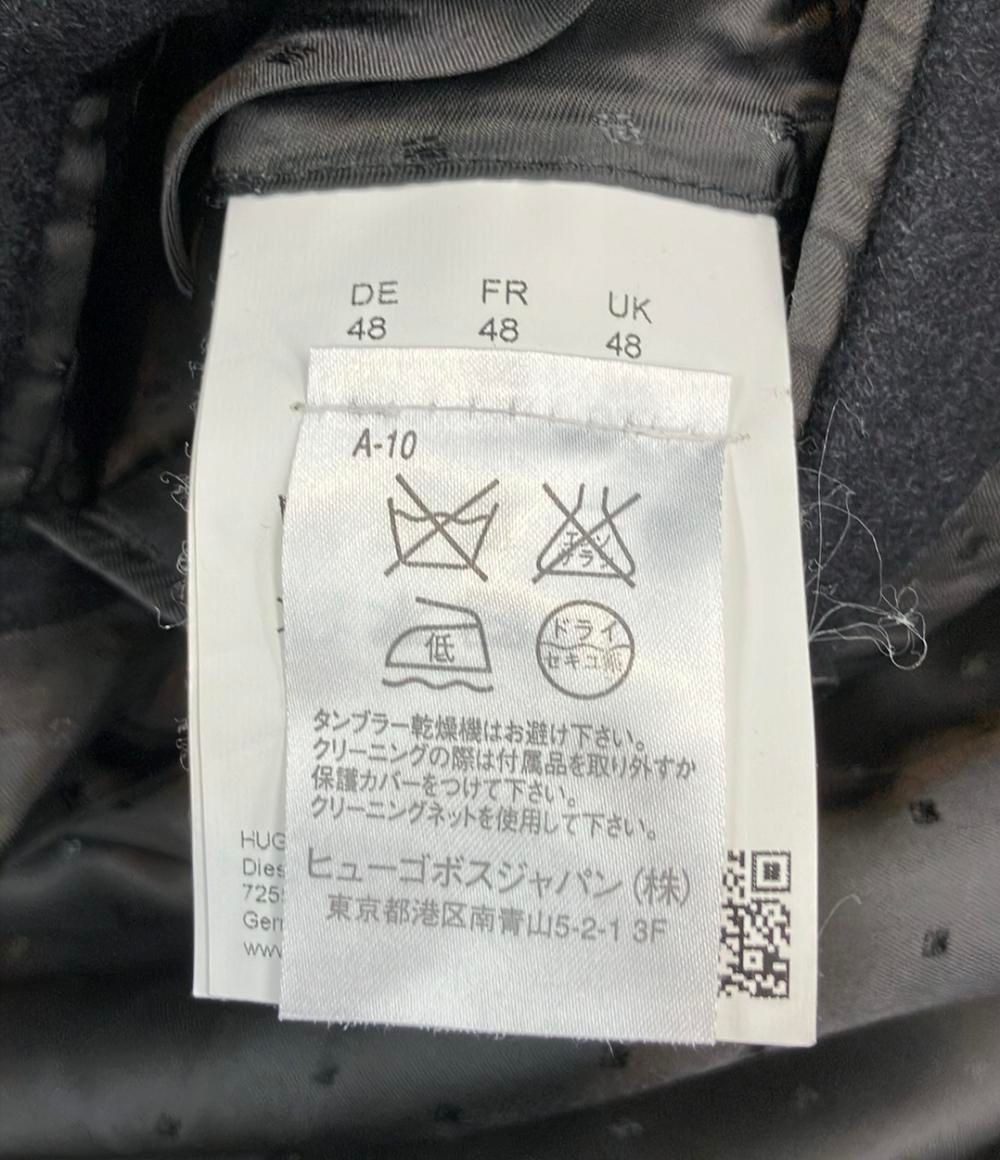 DE FR UK
48 48 48
A-10
エンソ
サラシ
低
ドライ
セキユ系
タンブラー乾燥機はお避け下さい。
クリーニングの際は付属品を取り外すか
保護カバーをつけて下さい。
クリーニングネットを使用して下さい。
ヒューゴボスジャパン (株)
東京都港区南青山5-2-1 3F
HUG
Dies
725
Ger
www